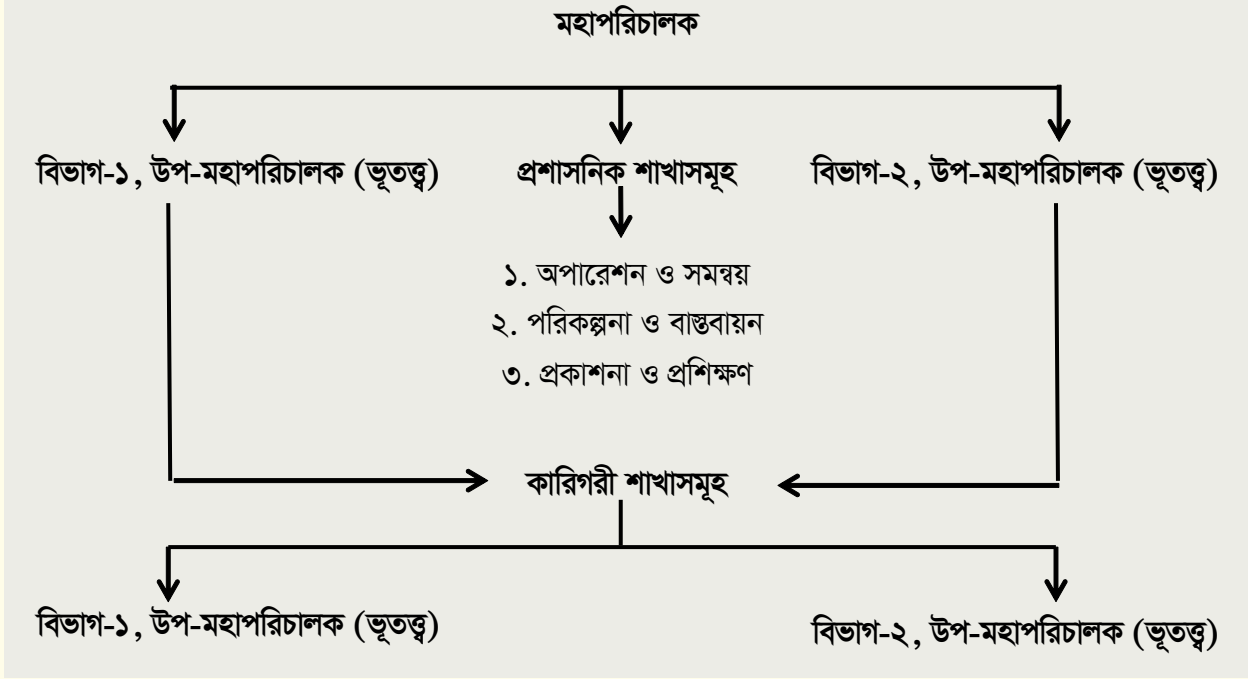 মহাপরিচালক
বিভাগ-১, উপ-মহাপরিচালক (ভূতত্ত্ব)
প্রশাসনিক শাখাসমূহ
বিভাগ-২, উপ-মহাপরিচালক (ভূতত্ত্ব)
১. অপারেশন ও সমন্বয়
২. পরিকল্পনা ও বাস্তবায়ন
৩. প্রকাশনা ও প্রশিক্ষণ
কারিগরী শাখাসমূহ
বিভাগ-১, উপ-মহাপরিচালক (ভূতত্ত্ব)
বিভাগ-২, উপ-মহাপরিচালক (ভূতত্ত্ব)